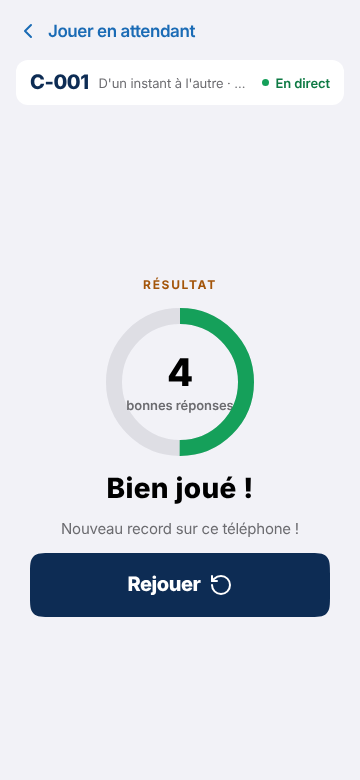 Jouer en attendant
C-001 D'un instant à l'autre · ... En direct
RÉSULTAT
4
bonnes réponses
Bien joué !
Nouveau record sur ce téléphone !
Rejouer